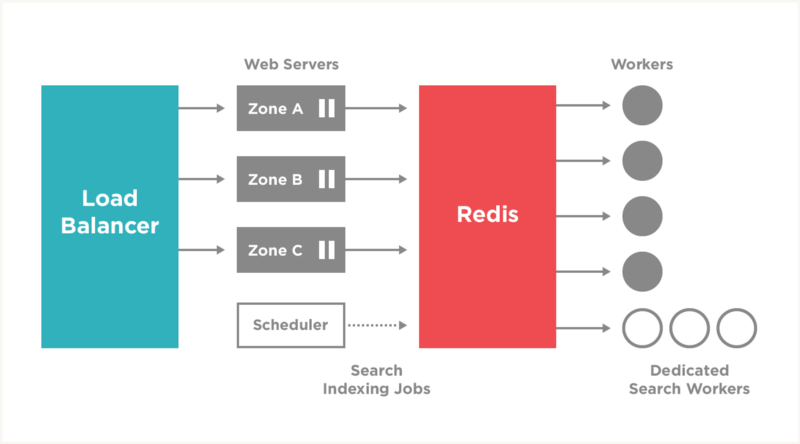 Web Servers
Workers
Load
Balancer
Zone A
Zone B
Zone C
Scheduler
Redis
Search
Indexing Jobs
Dedicated
Search Workers